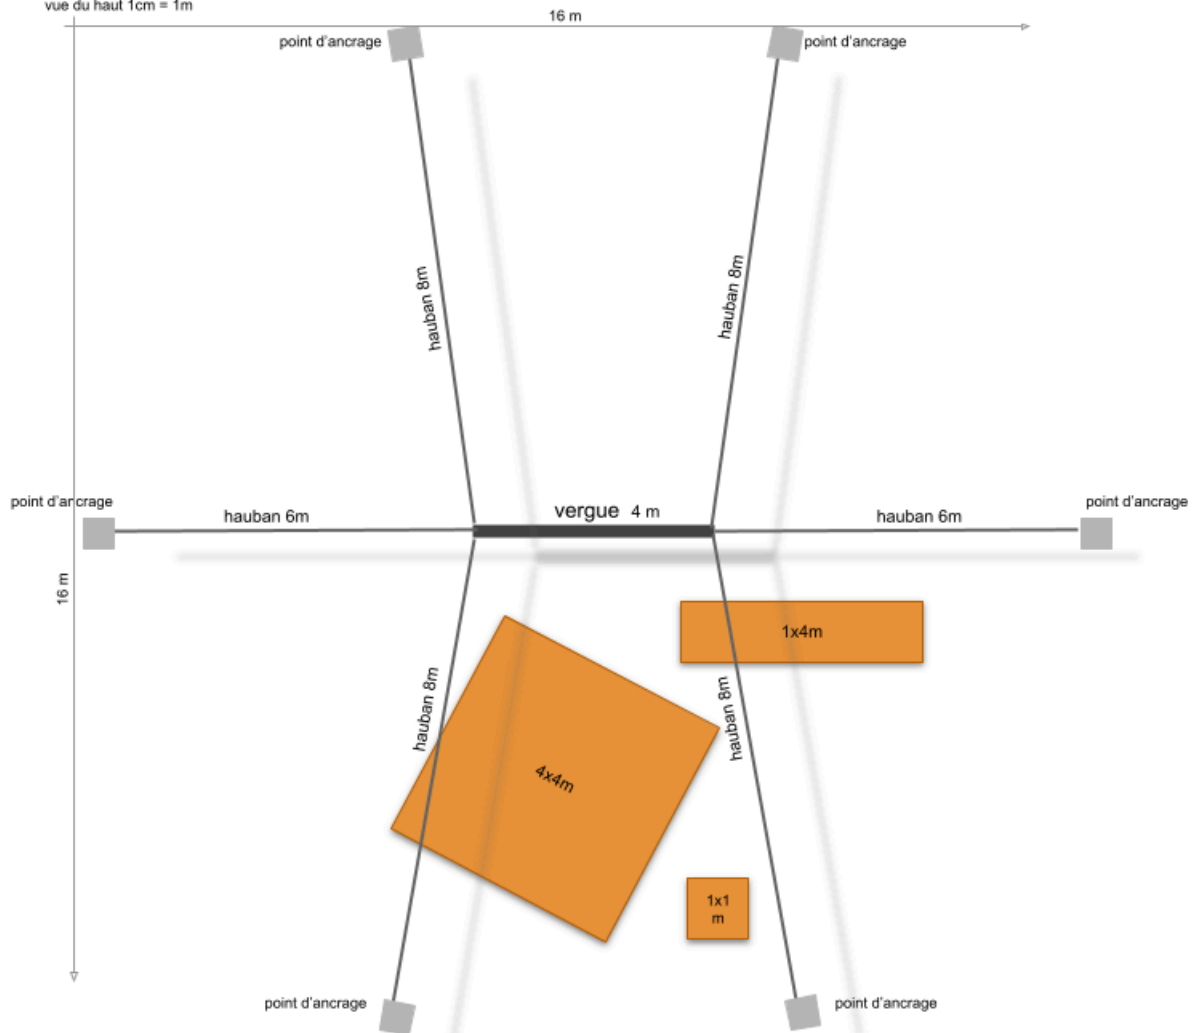 vue du haut 1cm = 1m
16 m
point d'ancrage
point d'ancrage
hauban 8m
hauban 8m
point d'ancrage
point d'ancrage
hauban 6m
vergue 4 m
hauban 6m
16 m
1x4m
hauban 8m
hauban 8m
4x4m
1x1
m
point d'ancrage
point d'ancrage